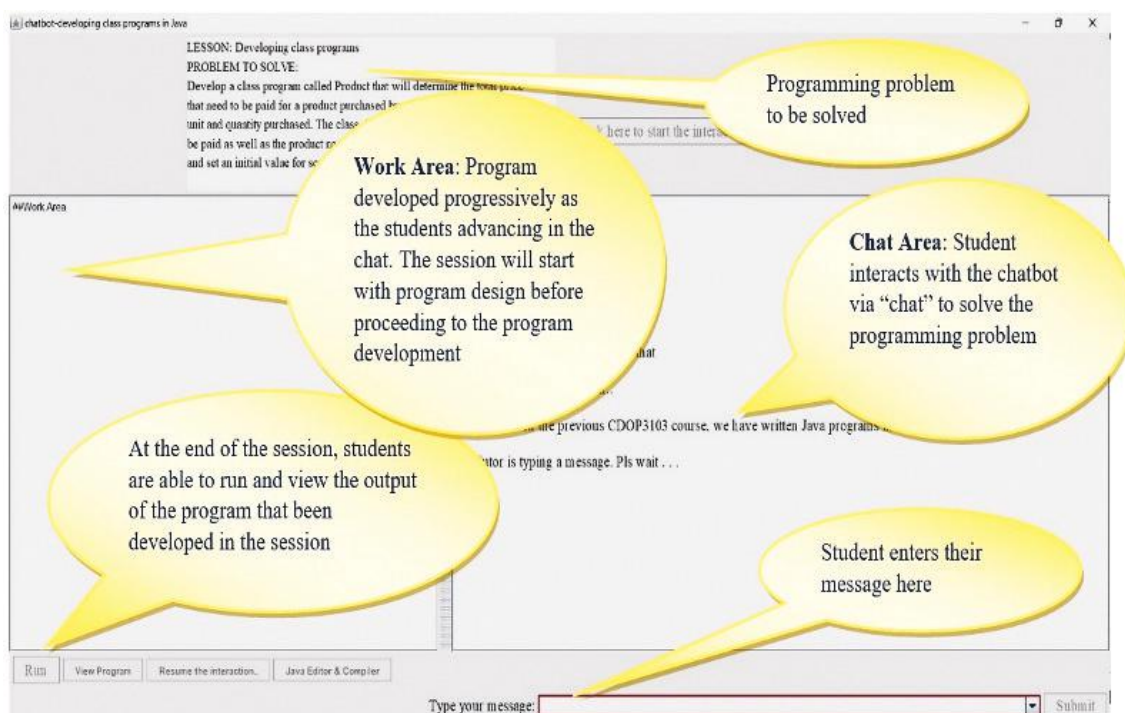 chatbot-developing class programs in Java
LESSON: Developing class programs
PROBLEM TO SOLVE:
Develop a class program called Product that will determine the total price
that need to be paid for a product purchased
unit and quantity purchased. The class
be paid as well as the product
and set an initial value for
here to start the
Programming problem
to be solved
##Work Area
Work Area: Program
developed progressively as
the students advancing in the
chat. The session will start
with program design before
proceeding to the program
development
Chat Area: Student
interacts with the chatbot
via “chat” to solve the
programming problem
the previous CDOP3103 course, we have written Java programs
is typing a message. Pls wait . . .
At the end of the session, students
are able to run and view the output
of the program that been
developed in the session
Student enters their
message here
Run
View Program
Resume the interaction..
Java Editor & Compiler
Type your message:
Submit